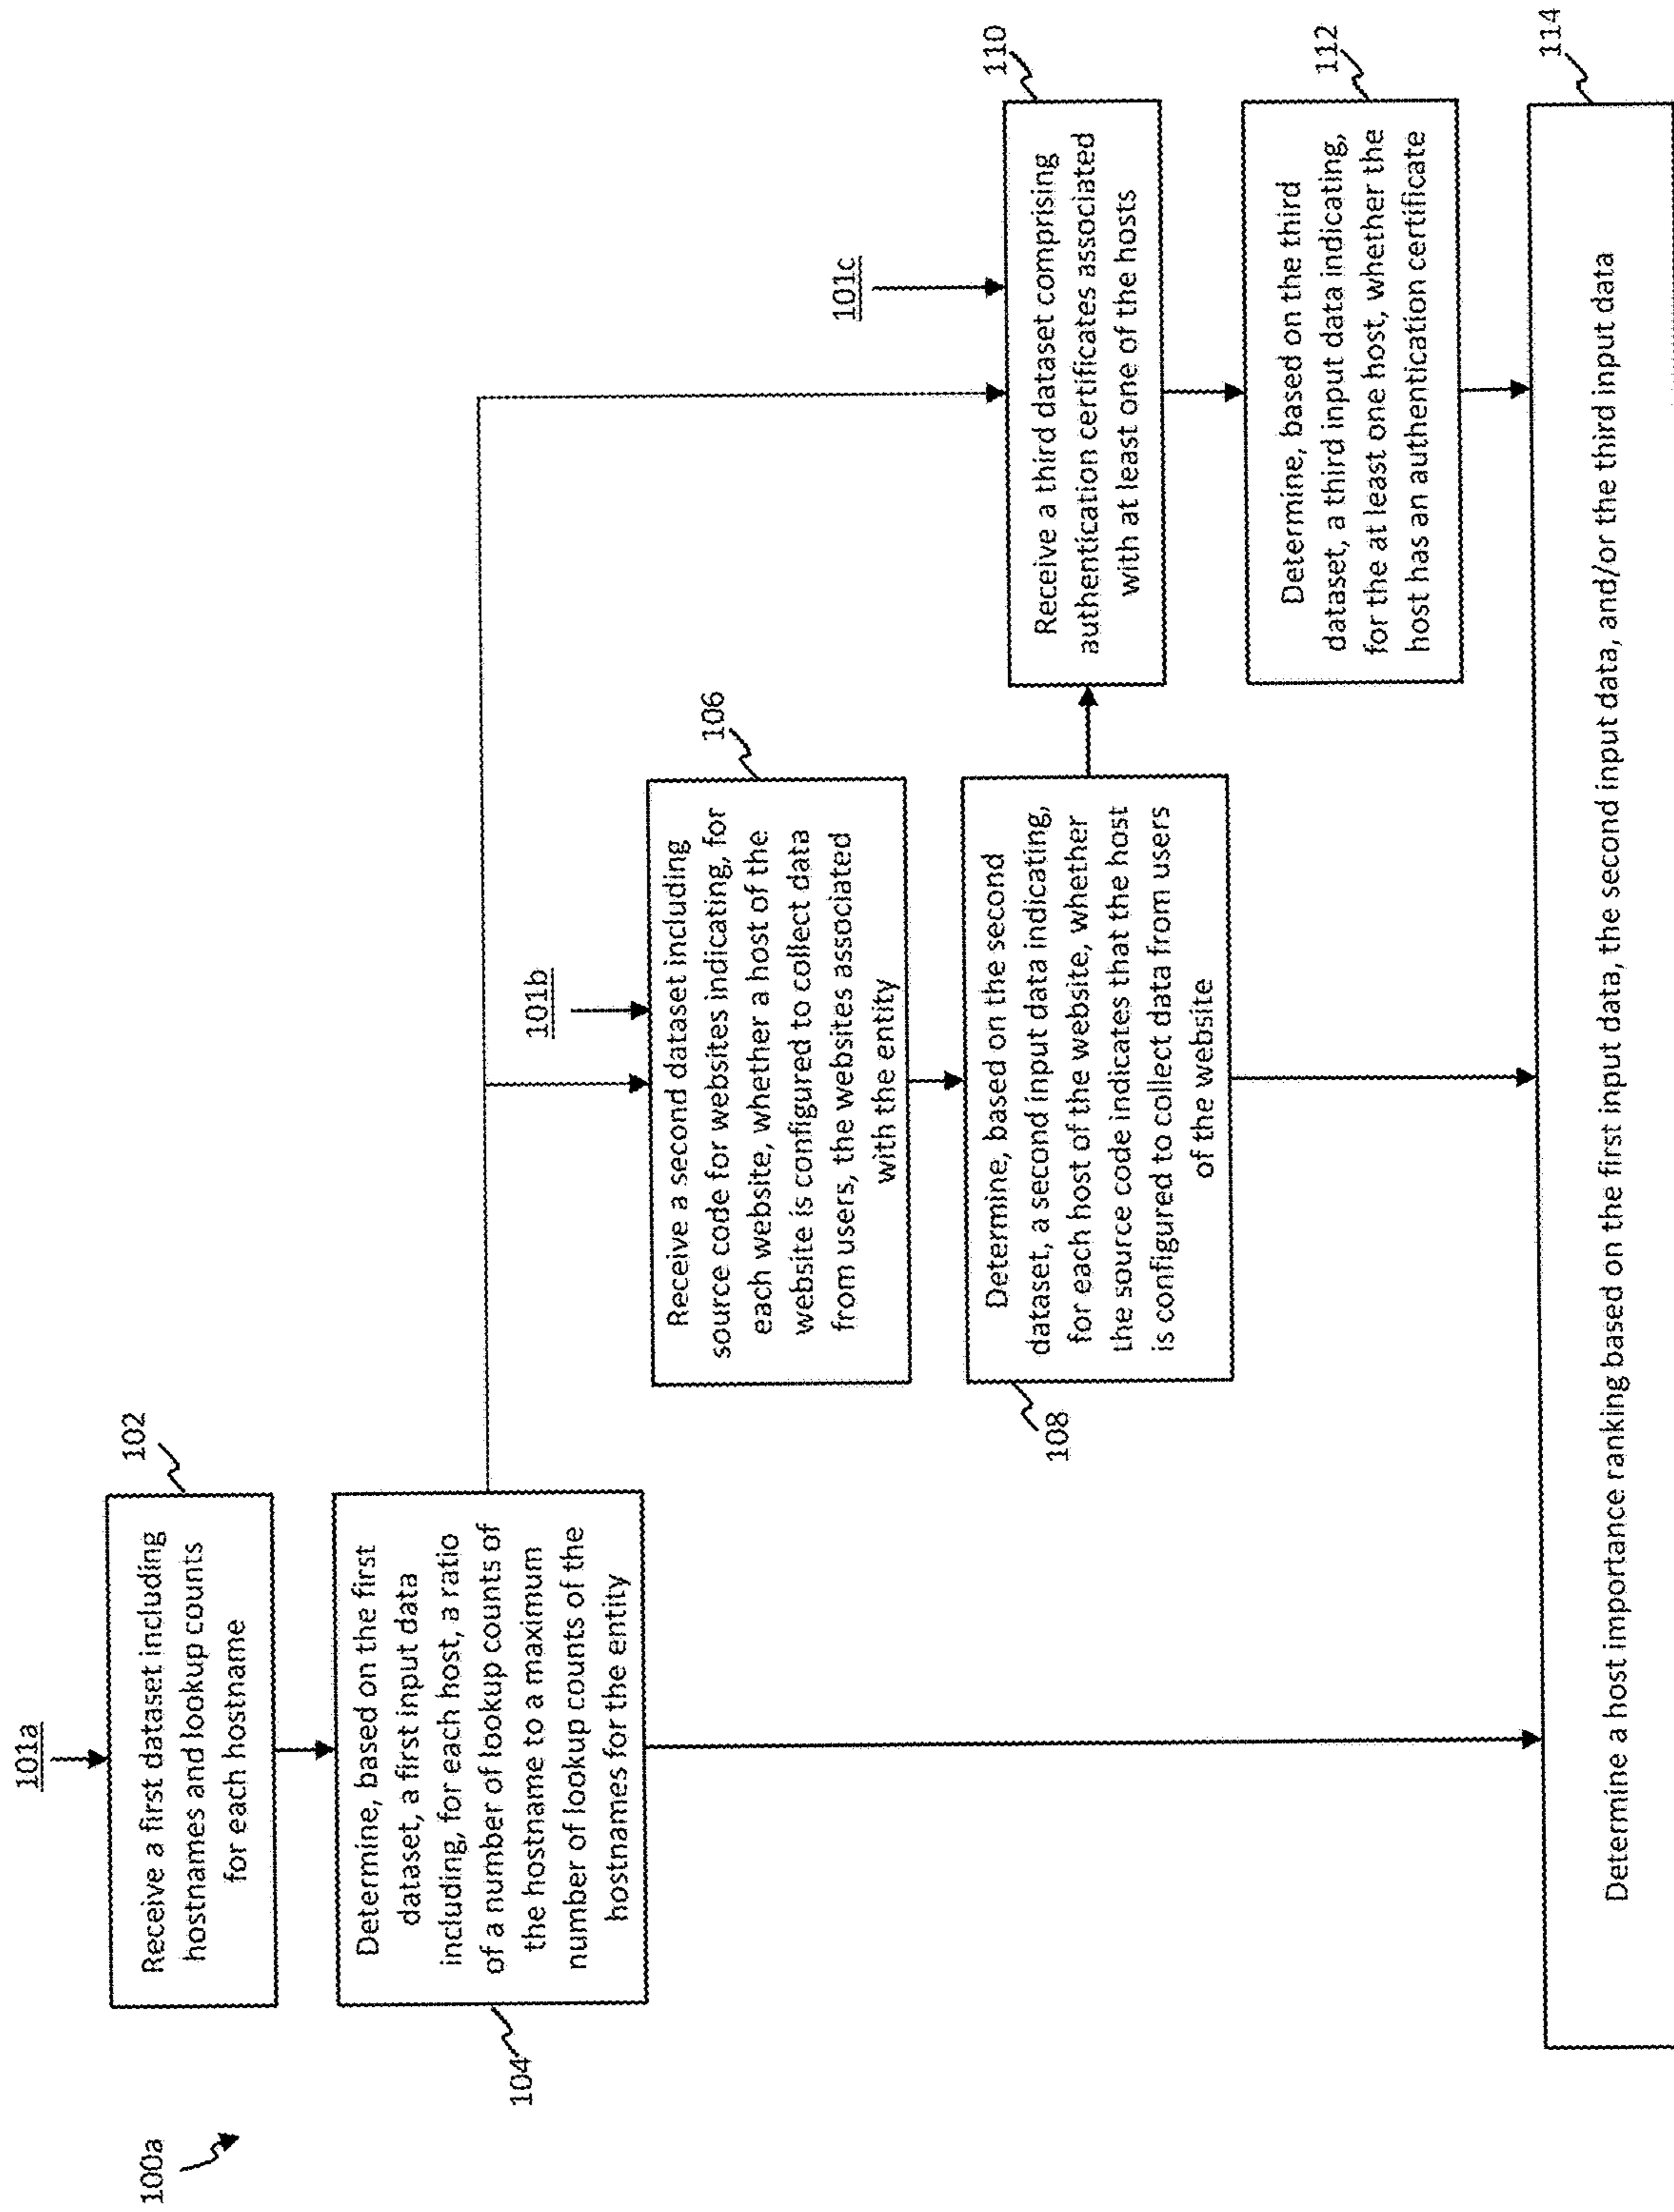 100a
101a
102
Receive a first dataset including
hostnames and lookup counts
for each hostname
104
Determine, based on the first
dataset, a first input data
including, for each host, a ratio
of a number of lookup counts of
the hostname to a maximum
number of lookup counts of the
hostnames for the entity
101b
106
Receive a second dataset including
source code for websites indicating, for
each website, whether a host of the
website is configured to collect data
from users, the websites associated
with the entity
108
Determine, based on the second
dataset, a second input data indicating,
for each host of the website, whether
the source code indicates that the host
is configured to collect data from users
of the website
101c
110
Receive a third dataset comprising
authentication certificates associated
with at least one of the hosts
112
Determine, based on the third
dataset, a third input data indicating,
for the at least one host, whether the
host has an authentication certificate
114
Determine a host importance ranking based on the first input data, the second input data, and/or the third input data